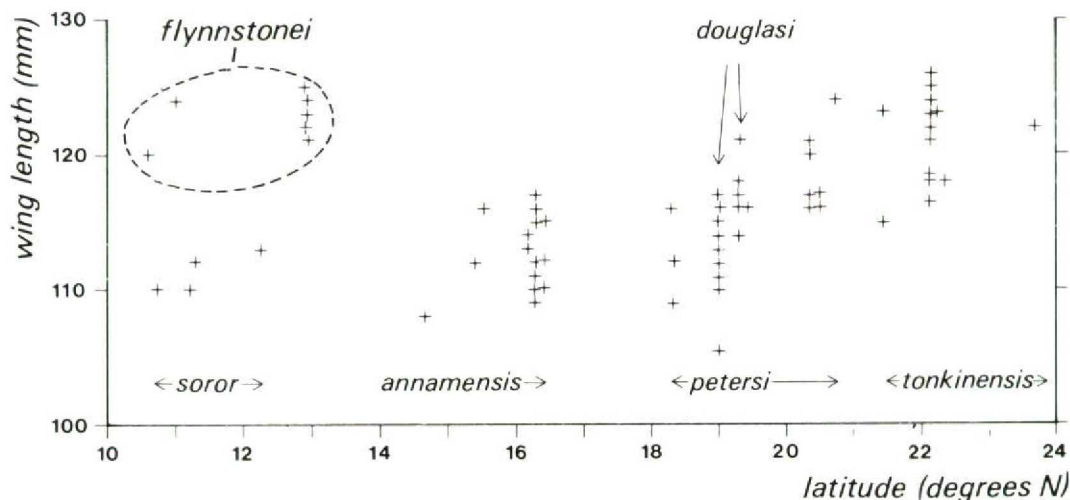 130
flynnstonei
douglasi
120
110
soror annamensis petersi tonkinensis
100
10 12 14 16 18 20 22 24
latitude (degrees N)
wing length (mm)